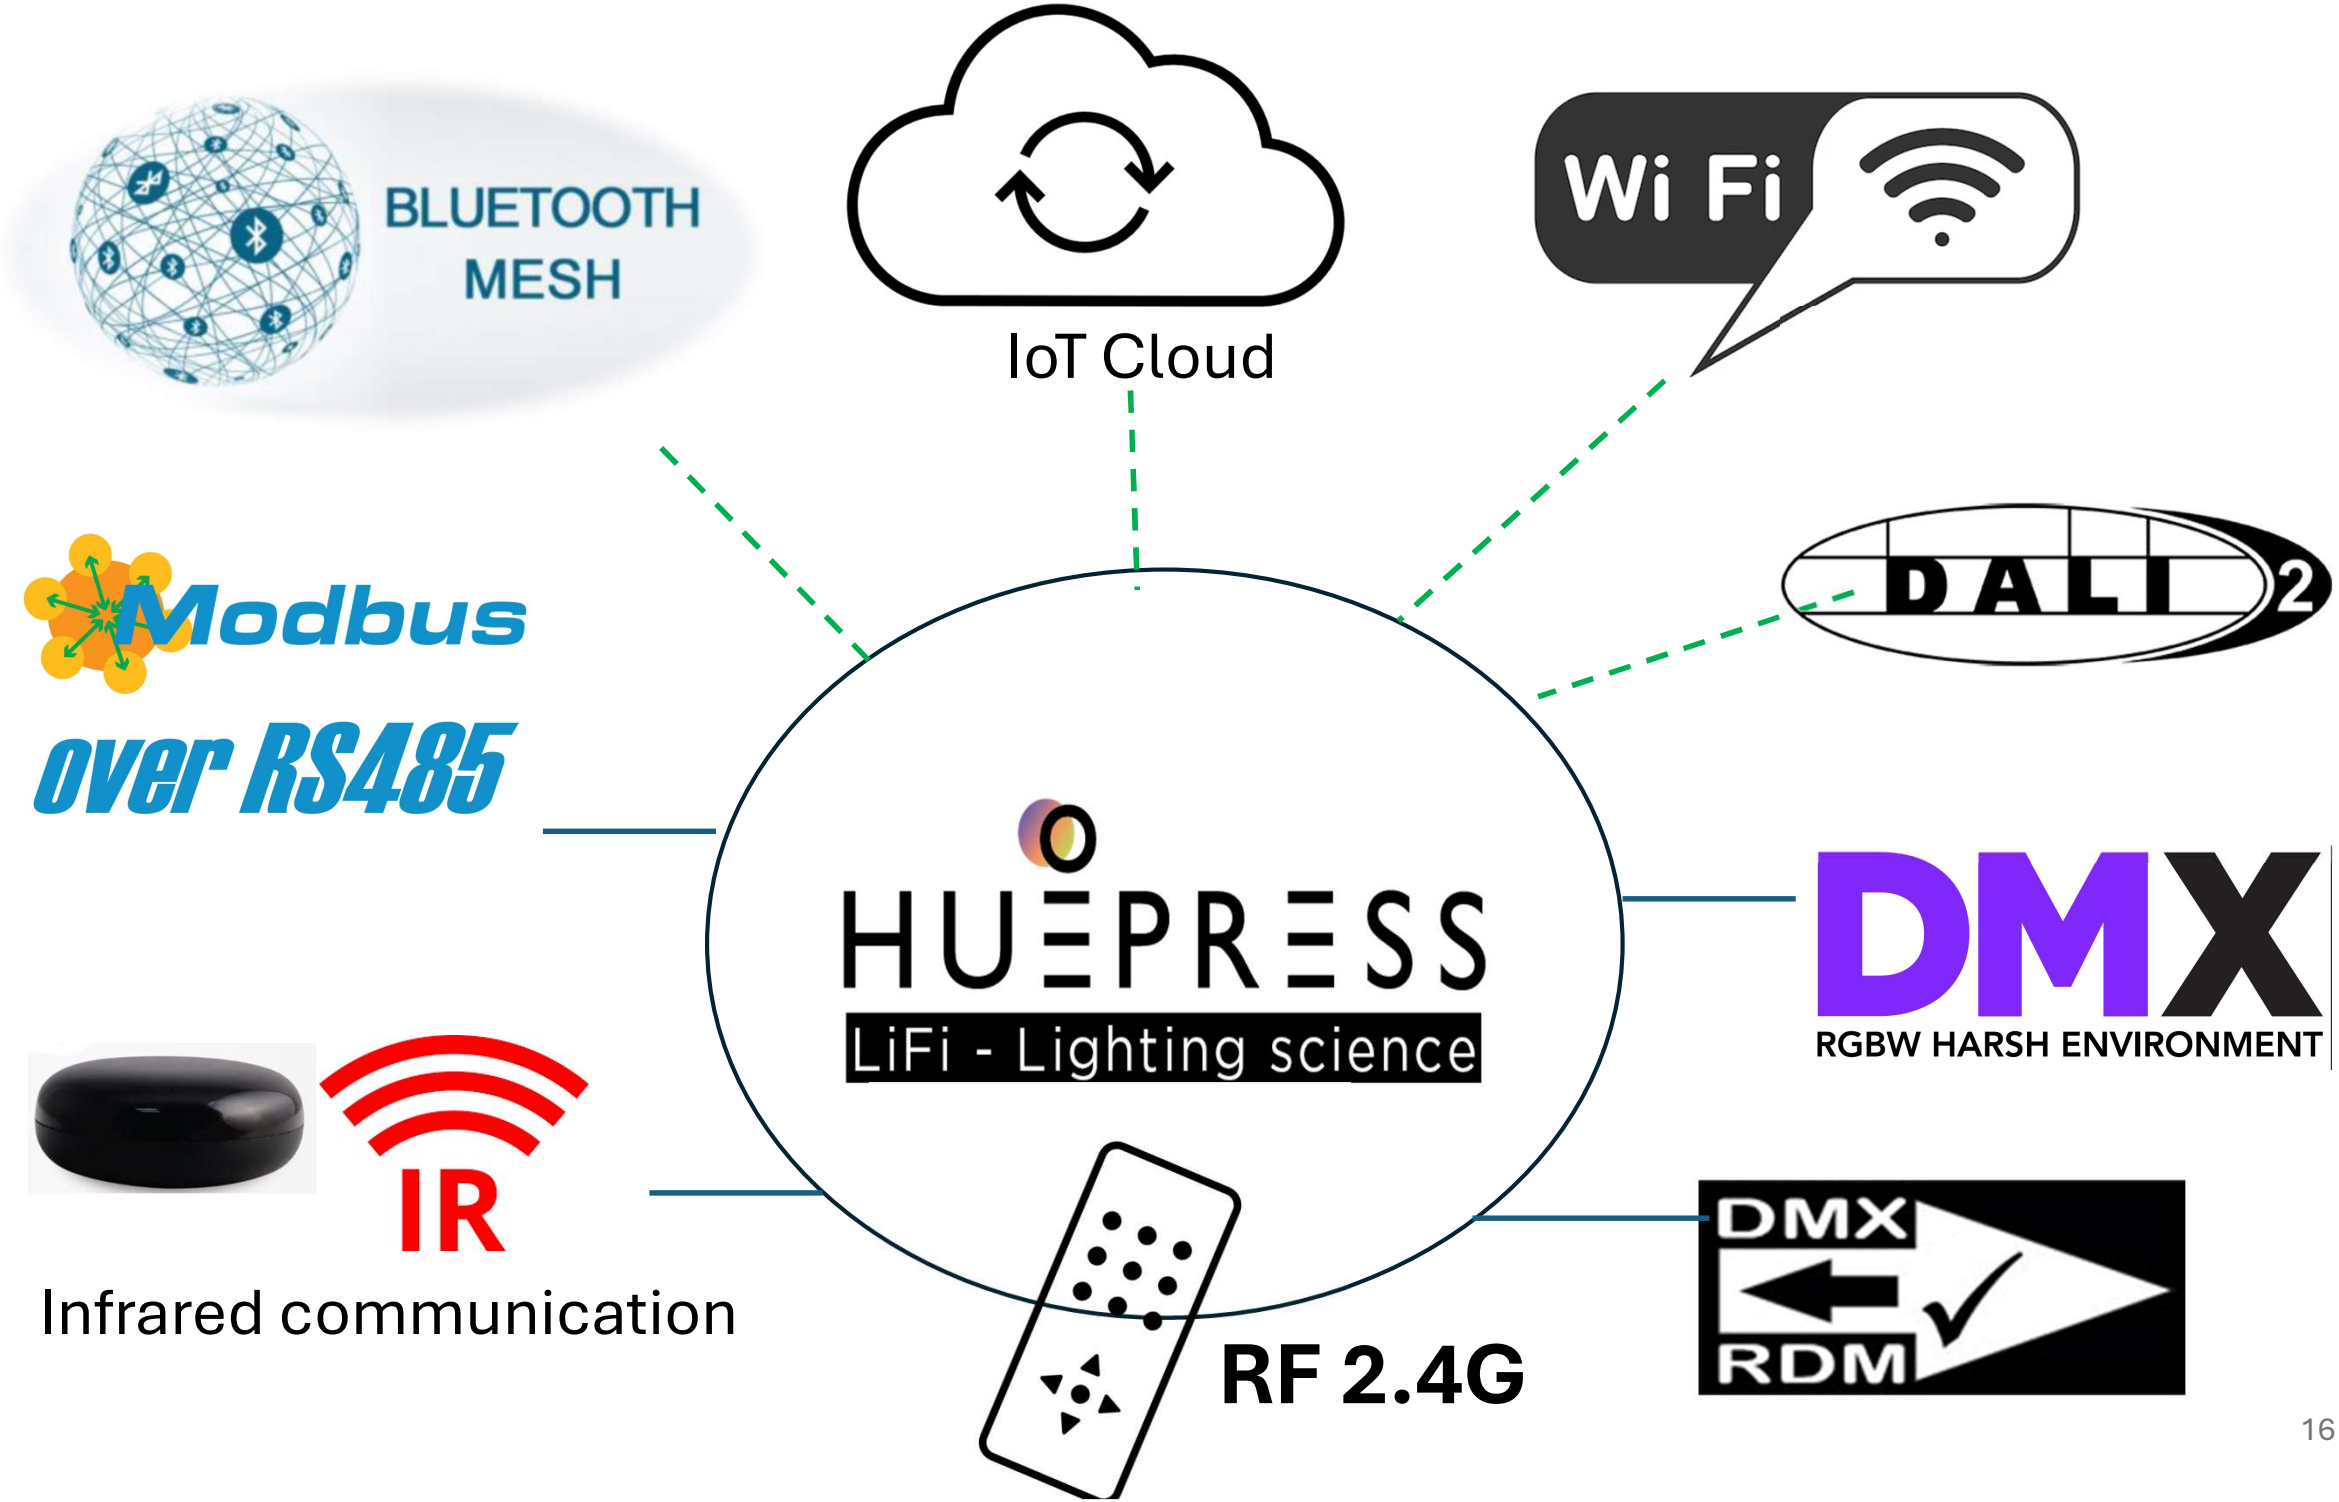 BLUETOOTH
MESH
IoT Cloud
Wi Fi
Modbus
over RS485
DALI 2
HUEPRESS
LiFi - Lighting science
DMX
RGBW HARSH ENVIRONMENT
IR
Infrared communication
RF 2.4G
DMX
RDM
16